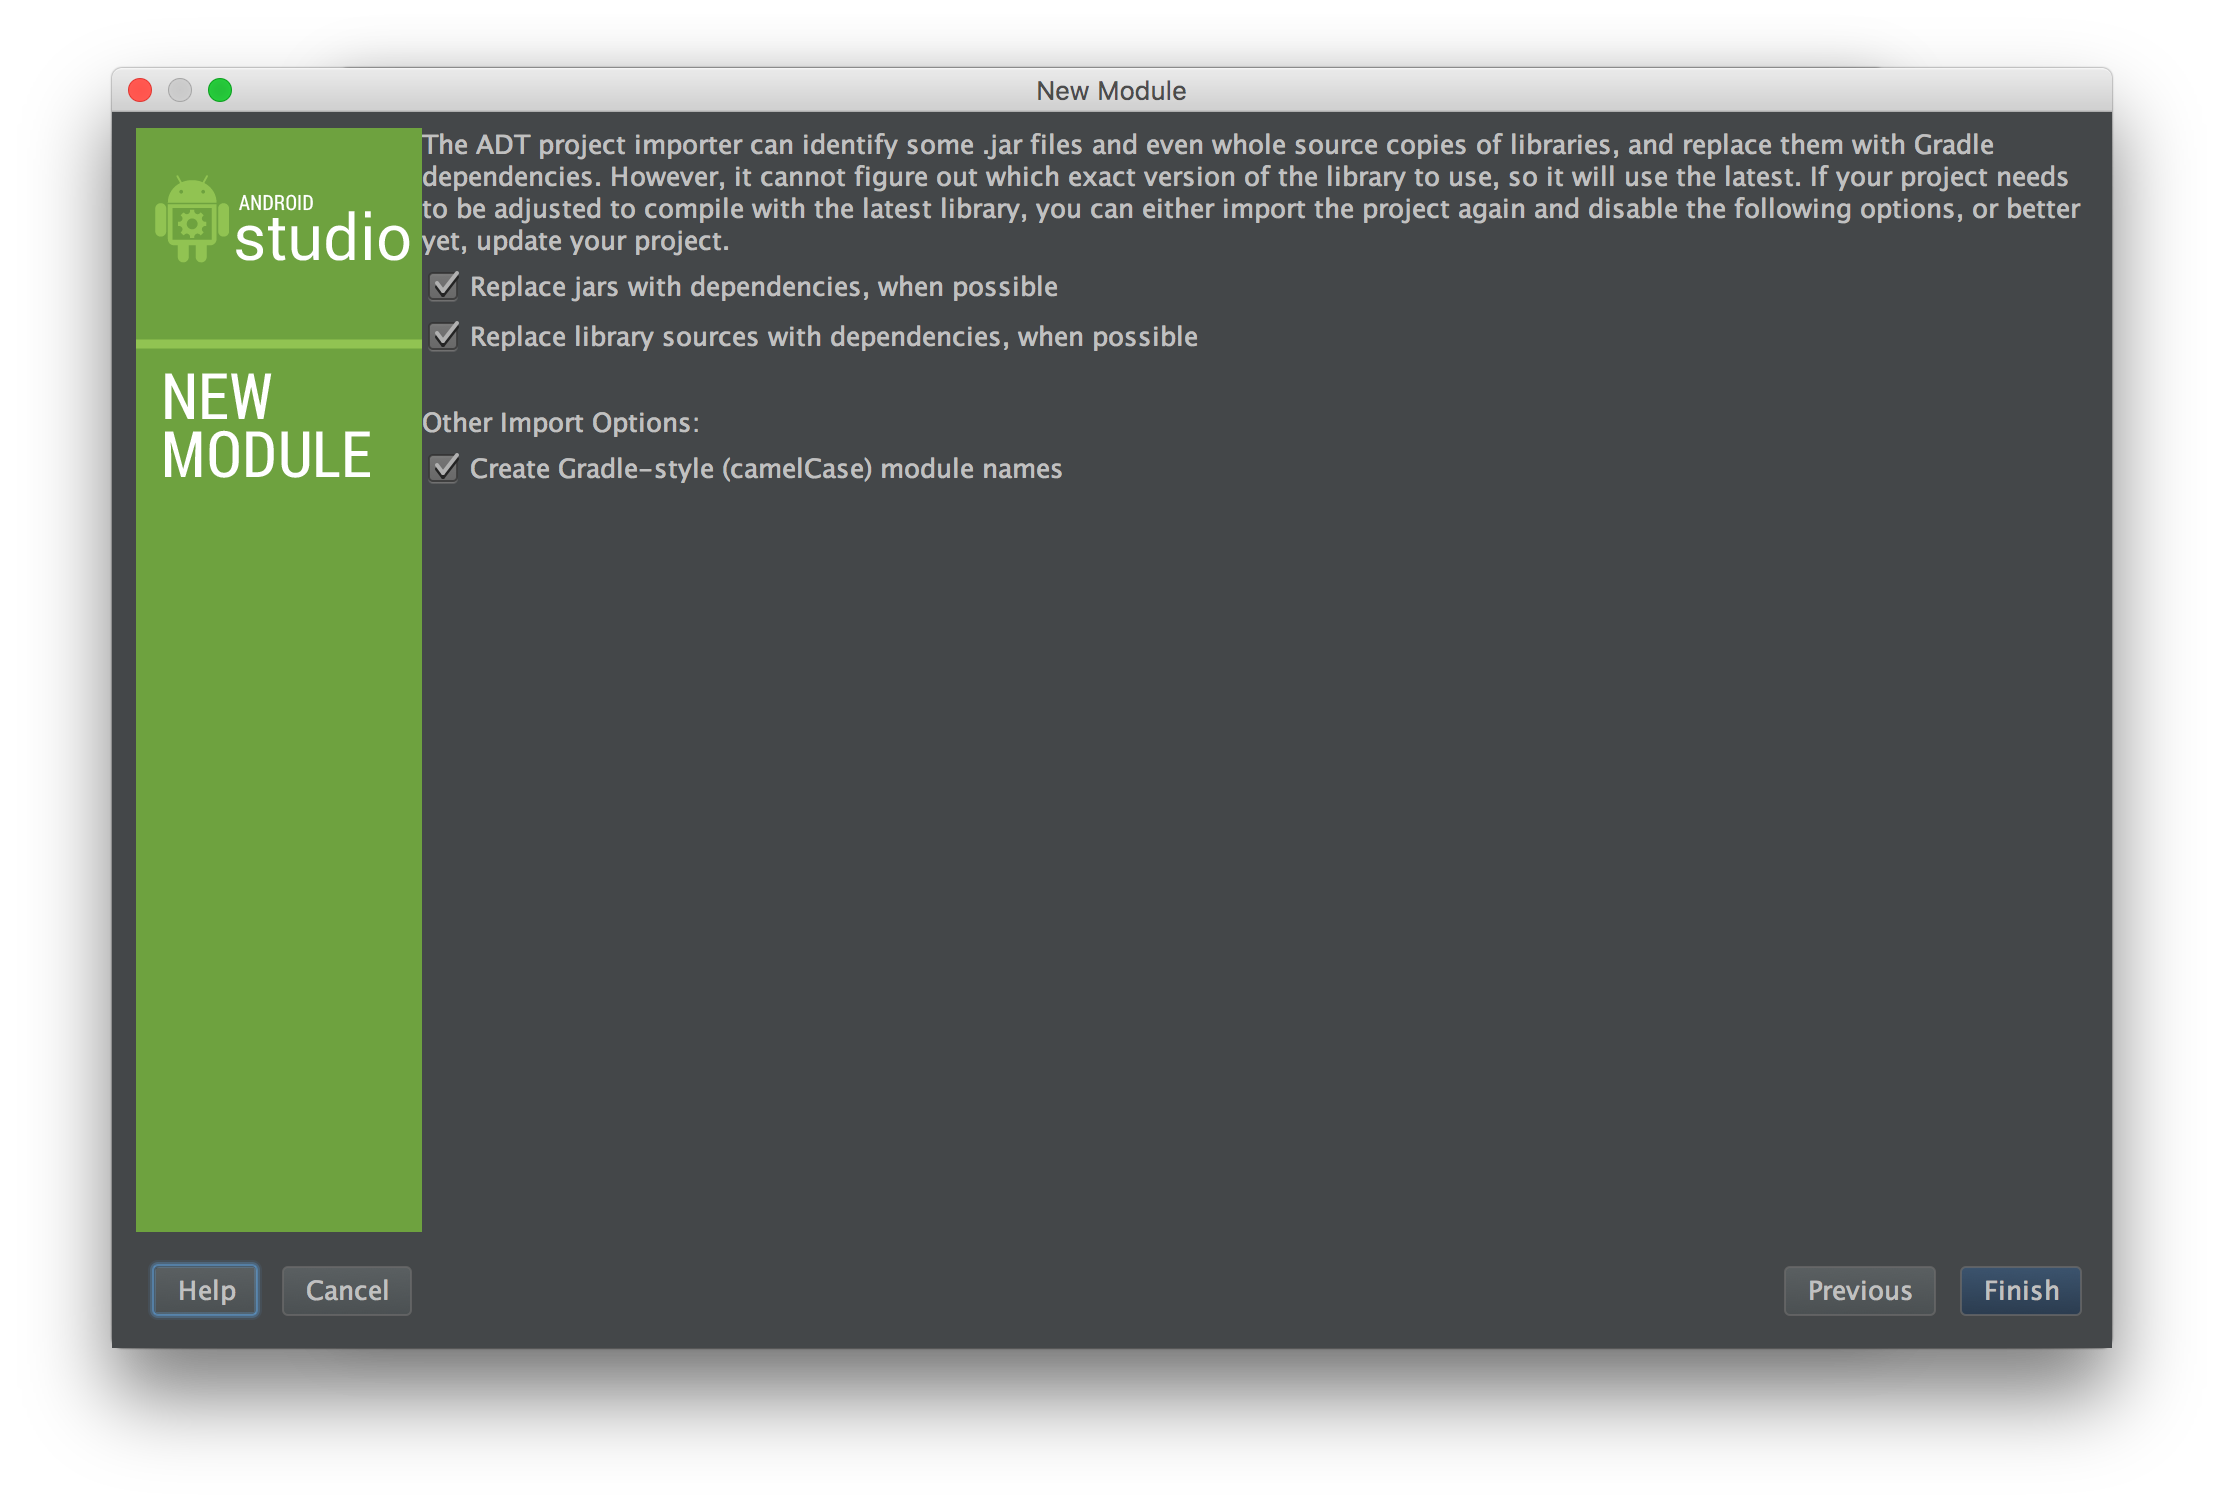 New Module
ANDROID
studio
NEW
MODULE
The ADT project importer can identify some .jar files and even whole source copies of libraries, and replace them with Gradle
dependencies. However, it cannot figure out which exact version of the library to use, so it will use the latest. If your project needs
to be adjusted to compile with the latest library, you can either import the project again and disable the following options, or better
yet, update your project.
Replace jars with dependencies, when possible
Replace library sources with dependencies, when possible
Other Import Options:
Create Gradle-style (camelCase) module names
Help
Cancel
Previous
Finish